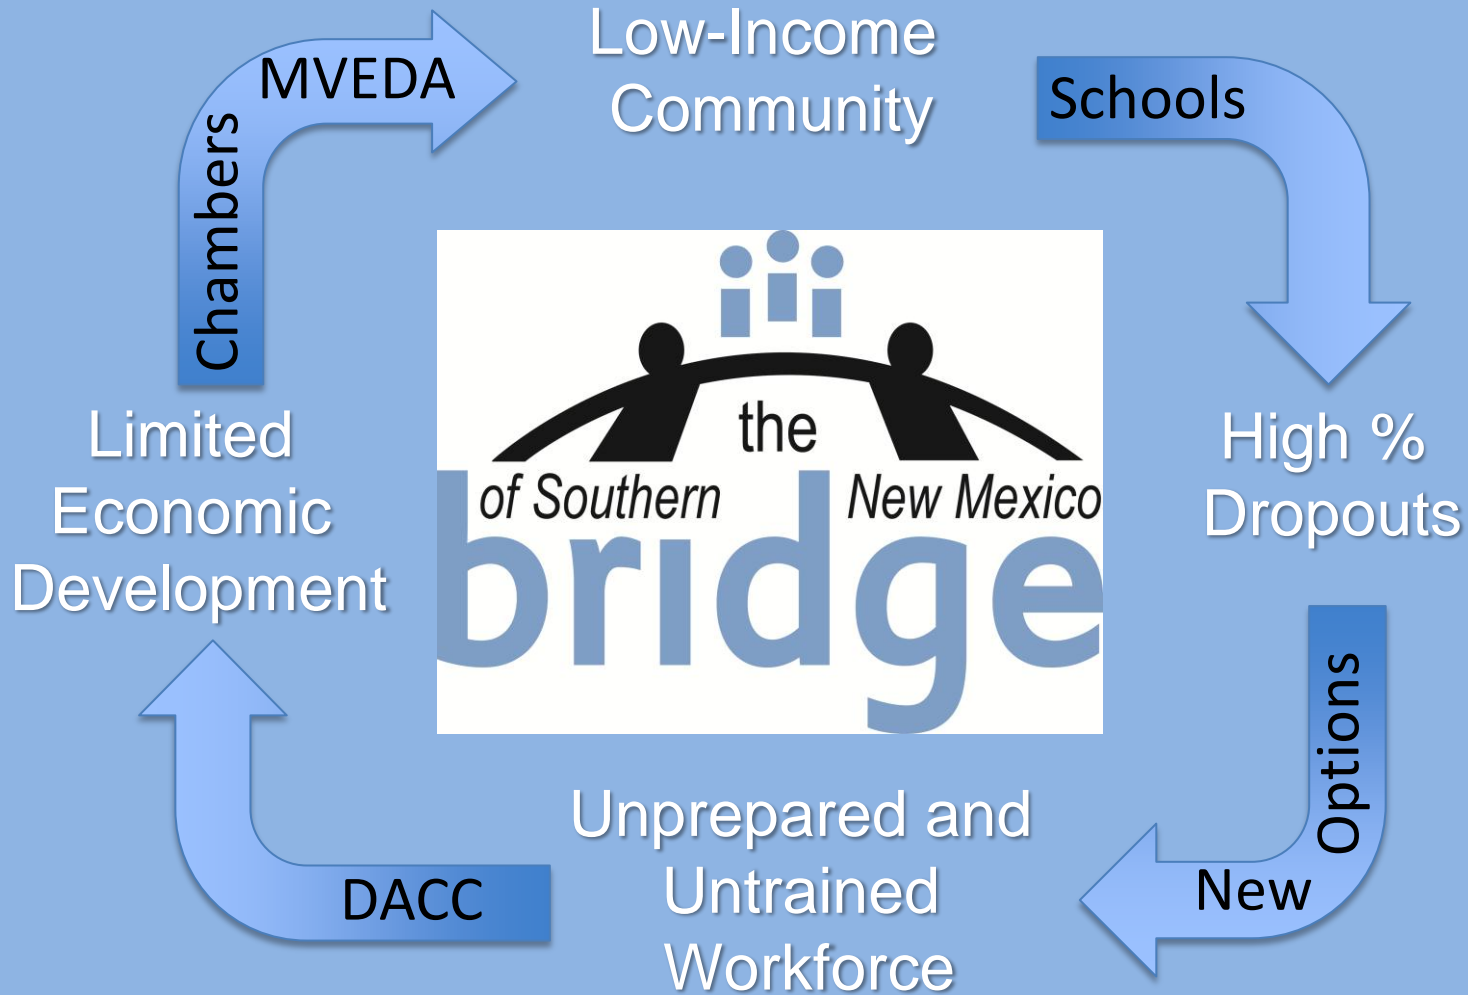 Low-Income
Community
MVEDA
Chambers
Schools
the
of Southern New Mexico
bridge
Limited
Economic
Development
High %
Dropouts
Options
New
Unprepared and
Untrained
Workforce
DACC